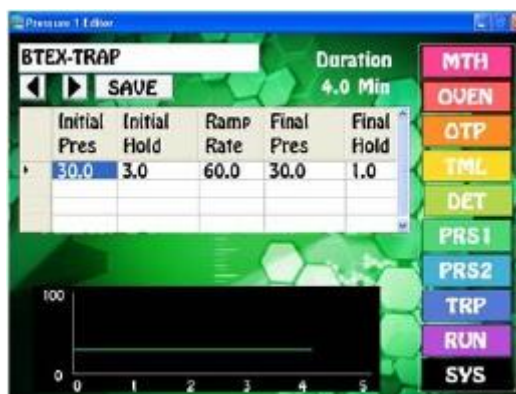 Pressure 1 Editor
BTEX-TRAP
Duration
4.0 Min
SAVE
Initial Pres Initial Hold Ramp Rate Final Pres Final Hold
30.0 3.0 60.0 30.0 1.0
100
0
0 1 2 3 4 5
MTH
OVEN
OTP
TML
DET
PRS1
PRS2
TRP
RUN
SYS